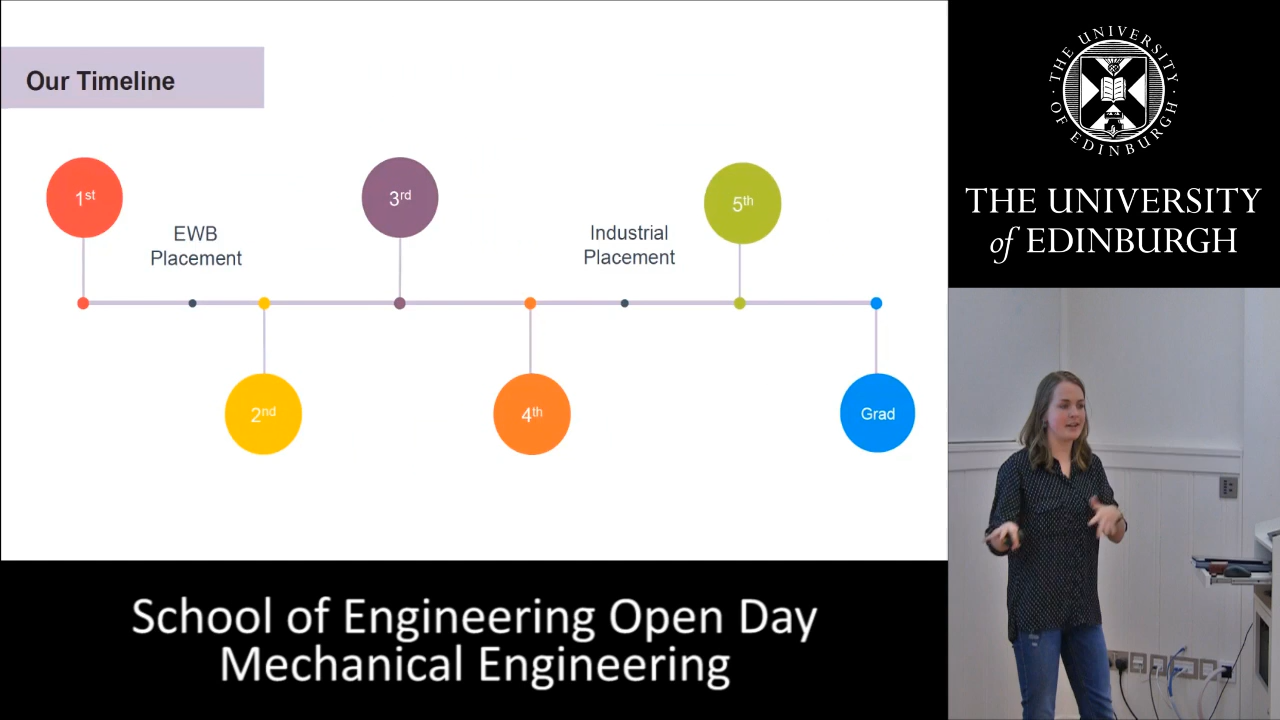 Our Timeline
1st
3rd
5th
EWB
Placement
Industrial
Placement
2nd
4th
Grad
School of Engineering Open Day
Mechanical Engineering
THE UNIVERSITY
OF EDINBURGH
THE UNIVERSITY
of EDINBURGH